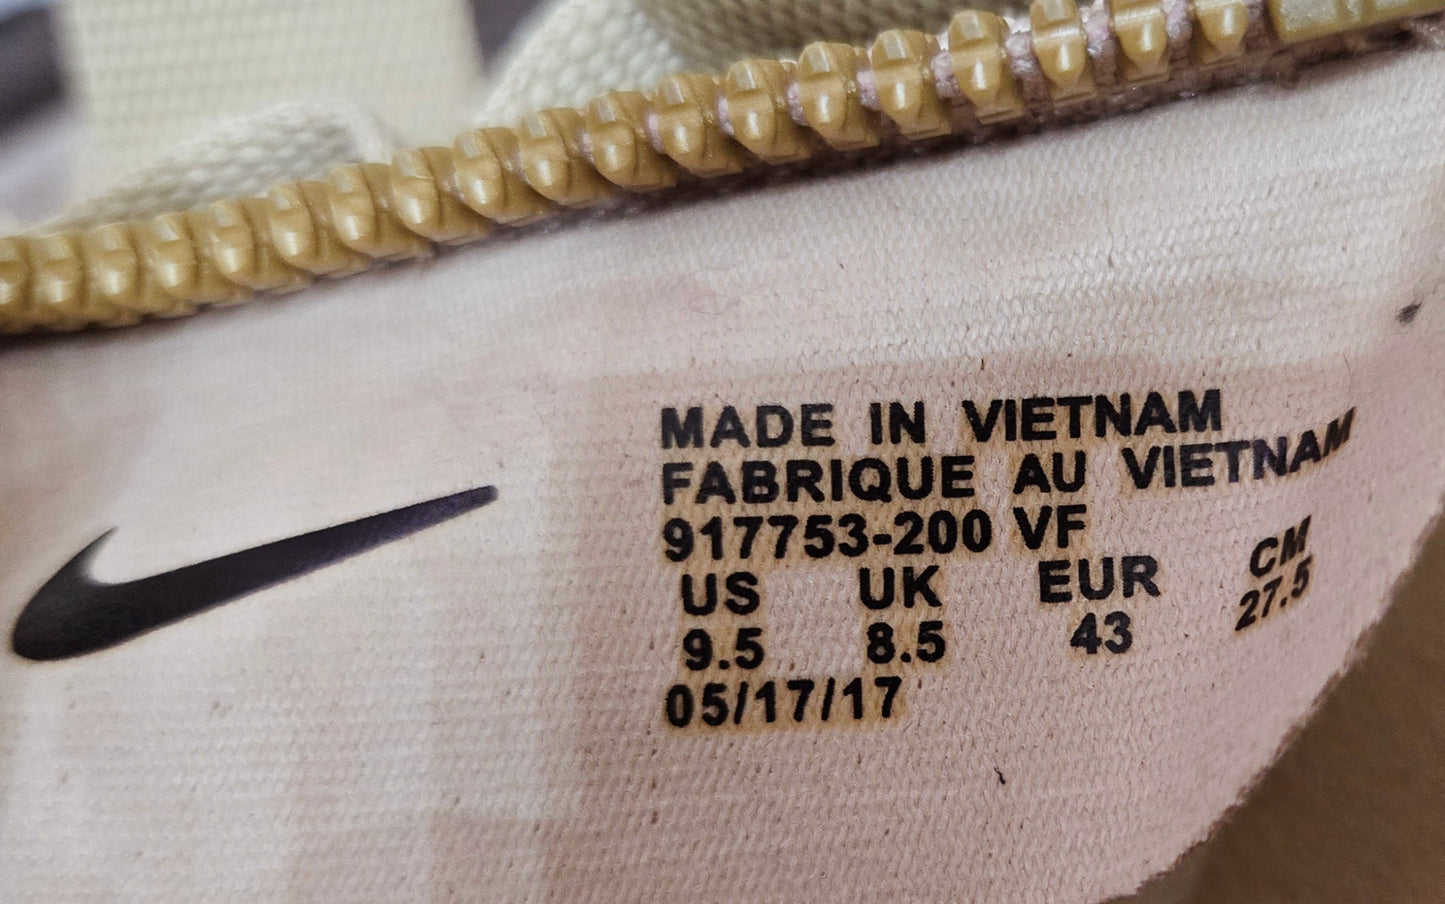 MADE IN VIETNAM
FABRIQUE AU VIETNAM
917753-200 VF
US UK EUR CM
9.5 8.5 43 27.5
05/17/17